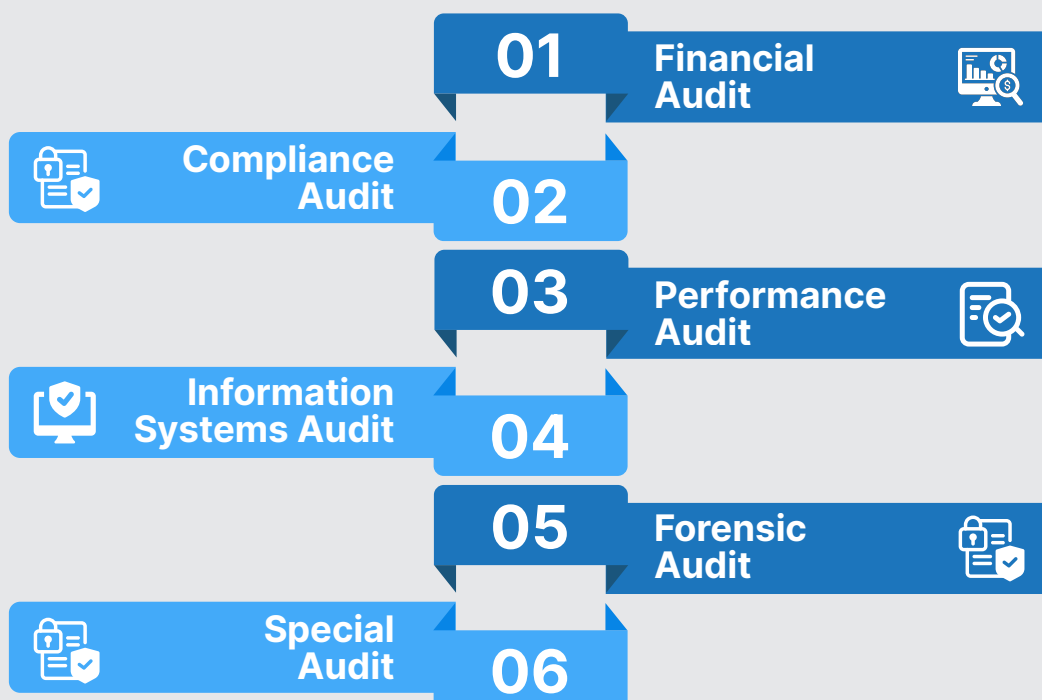 01
Financial
Audit
Compliance
Audit
02
03
Performance
Audit
Information
Systems Audit
04
05
Forensic
Audit
Special
Audit
06